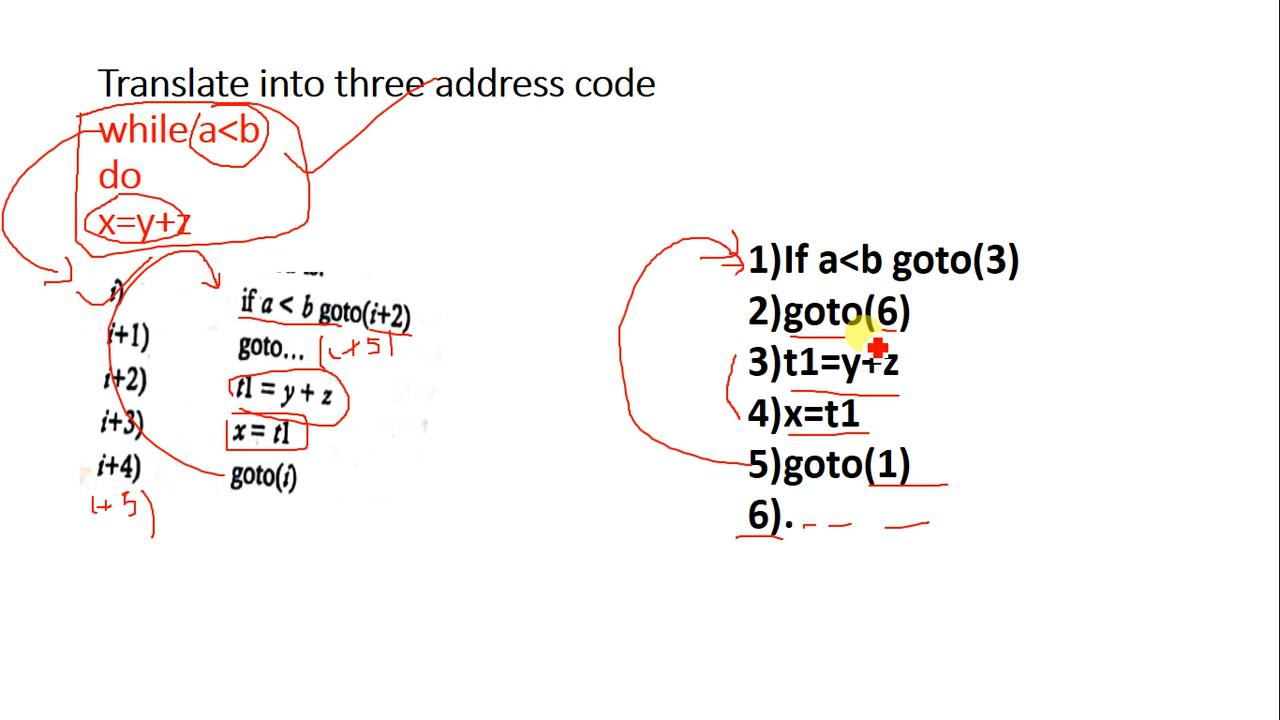 Translate into three address code
while a<b
do
x=y+z
i) if a < b goto(i+2)
i+1) goto... (i+5)
i+2) t1 = y + z
i+3) x = t1
i+4) goto(i)
i+5)
1)If a<b goto(3)
2)goto(6)
3)t1=y+z
4)x=t1
5)goto(1)
6).